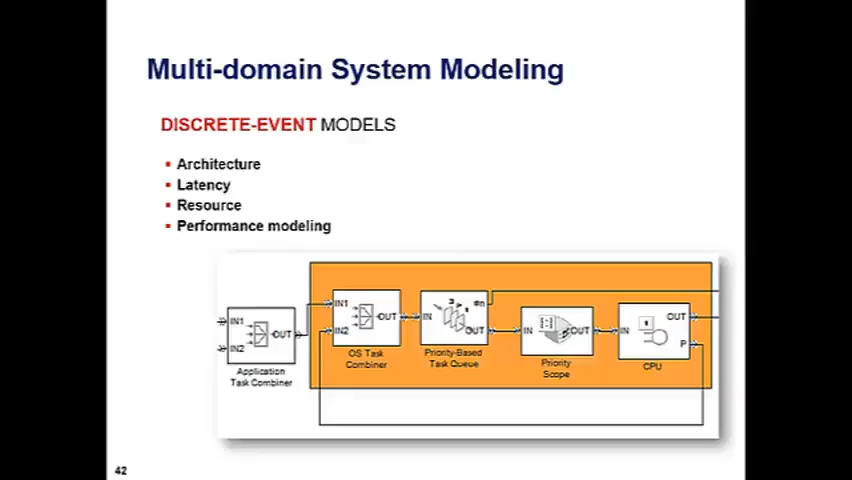 Multi-domain System Modeling
DISCRETE-EVENT MODELS
Architecture
Latency
Resource
Performance modeling
IN1
IN2
OUT
Application
Task Combiner
IN1
IN2
OUT
OS Task
Combiner
IN
#n
OUT
Priority-Based
Task Queue
IN
OUT
Priority
Scope
IN
OUT
P
CPU
42